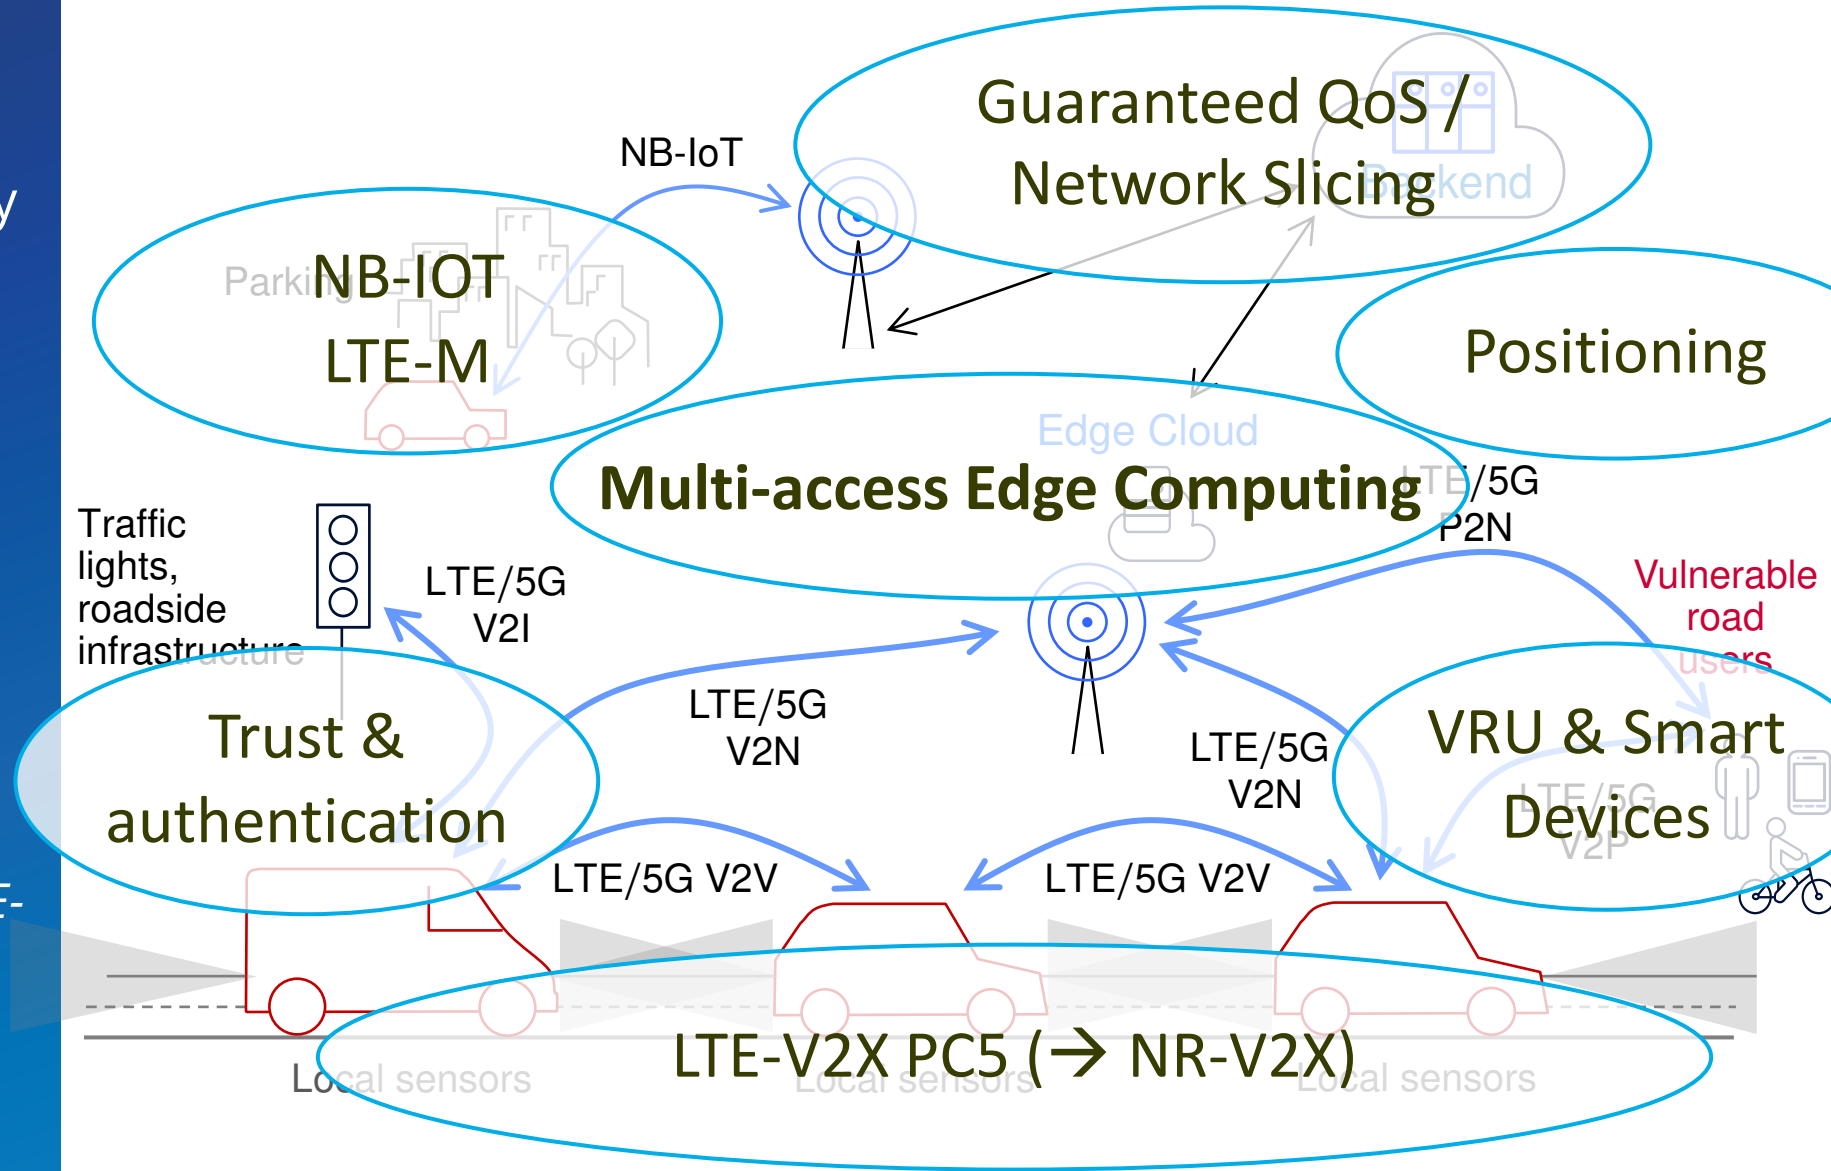 y
E-
Guaranteed QoS /
Network Slicing
Backend
NB-IoT
Parking
NB-IOT
LTE-M
Positioning
Edge Cloud
Multi-access Edge Computing
LTE/5G
P2N
Traffic
lights,
roadside
infrastructure
LTE/5G
V2I
Vulnerable
road
users
Trust &
authentication
LTE/5G
V2N
LTE/5G
V2N
VRU & Smart
Devices
LTE/5G
V2P
LTE/5G V2V
LTE/5G V2V
LTE-V2X PC5 (→ NR-V2X)
Local sensors
Local sensors
Local sensors